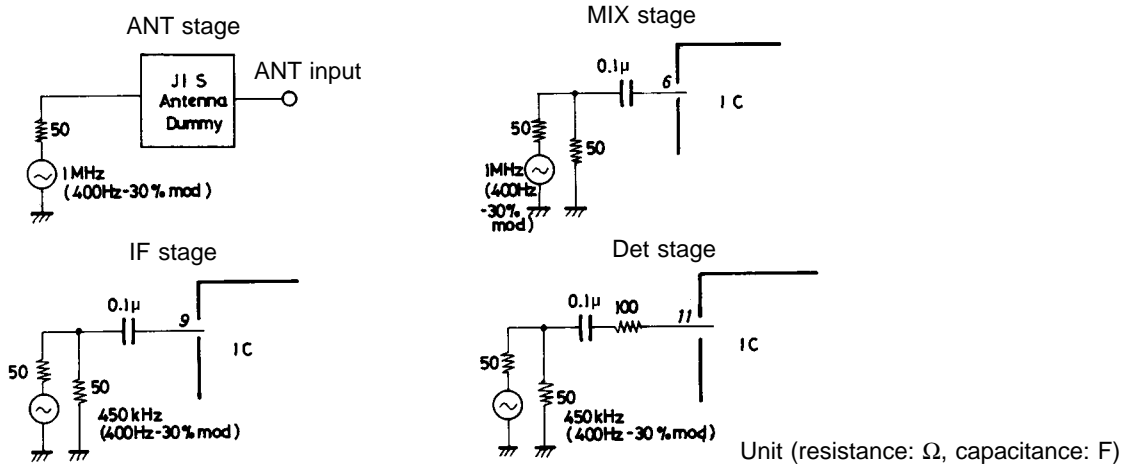 ANT stage
JIS
Antenna
Dummy
ANT input
50
1MHz
(400Hz-30% mod)
MIX stage
0.1μ
6
IC
50
50
1MHz
(400Hz
-30%
mod)
IF stage
0.1μ
9
IC
50
50
450kHz
(400Hz-30% mod)
Det stage
0.1μ
100
11
IC
50
50
450kHz
(400Hz-30% mod)
Unit (resistance: Ω, capacitance: F)